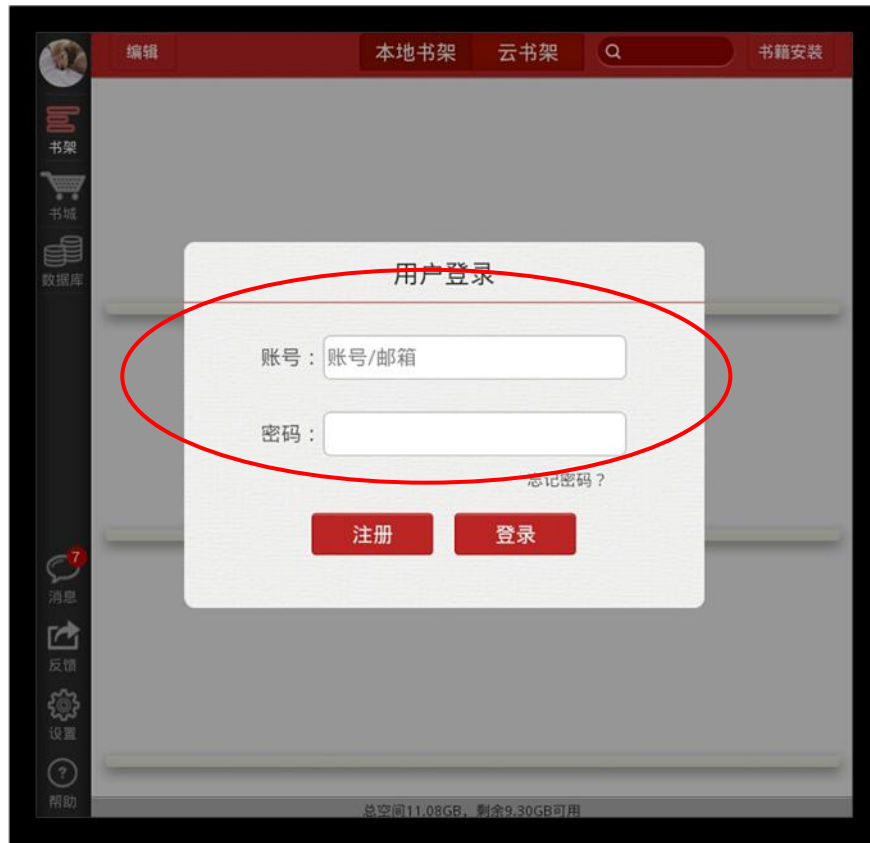 编辑
本地书架
云书架
书籍安装
书架
书城
数据库
用户登录
账号：
账号/邮箱
密码：
忘记密码？
注册
登录
7
消息
反馈
设置
?
帮助
总空间11.08GB，剩余9.30GB可用